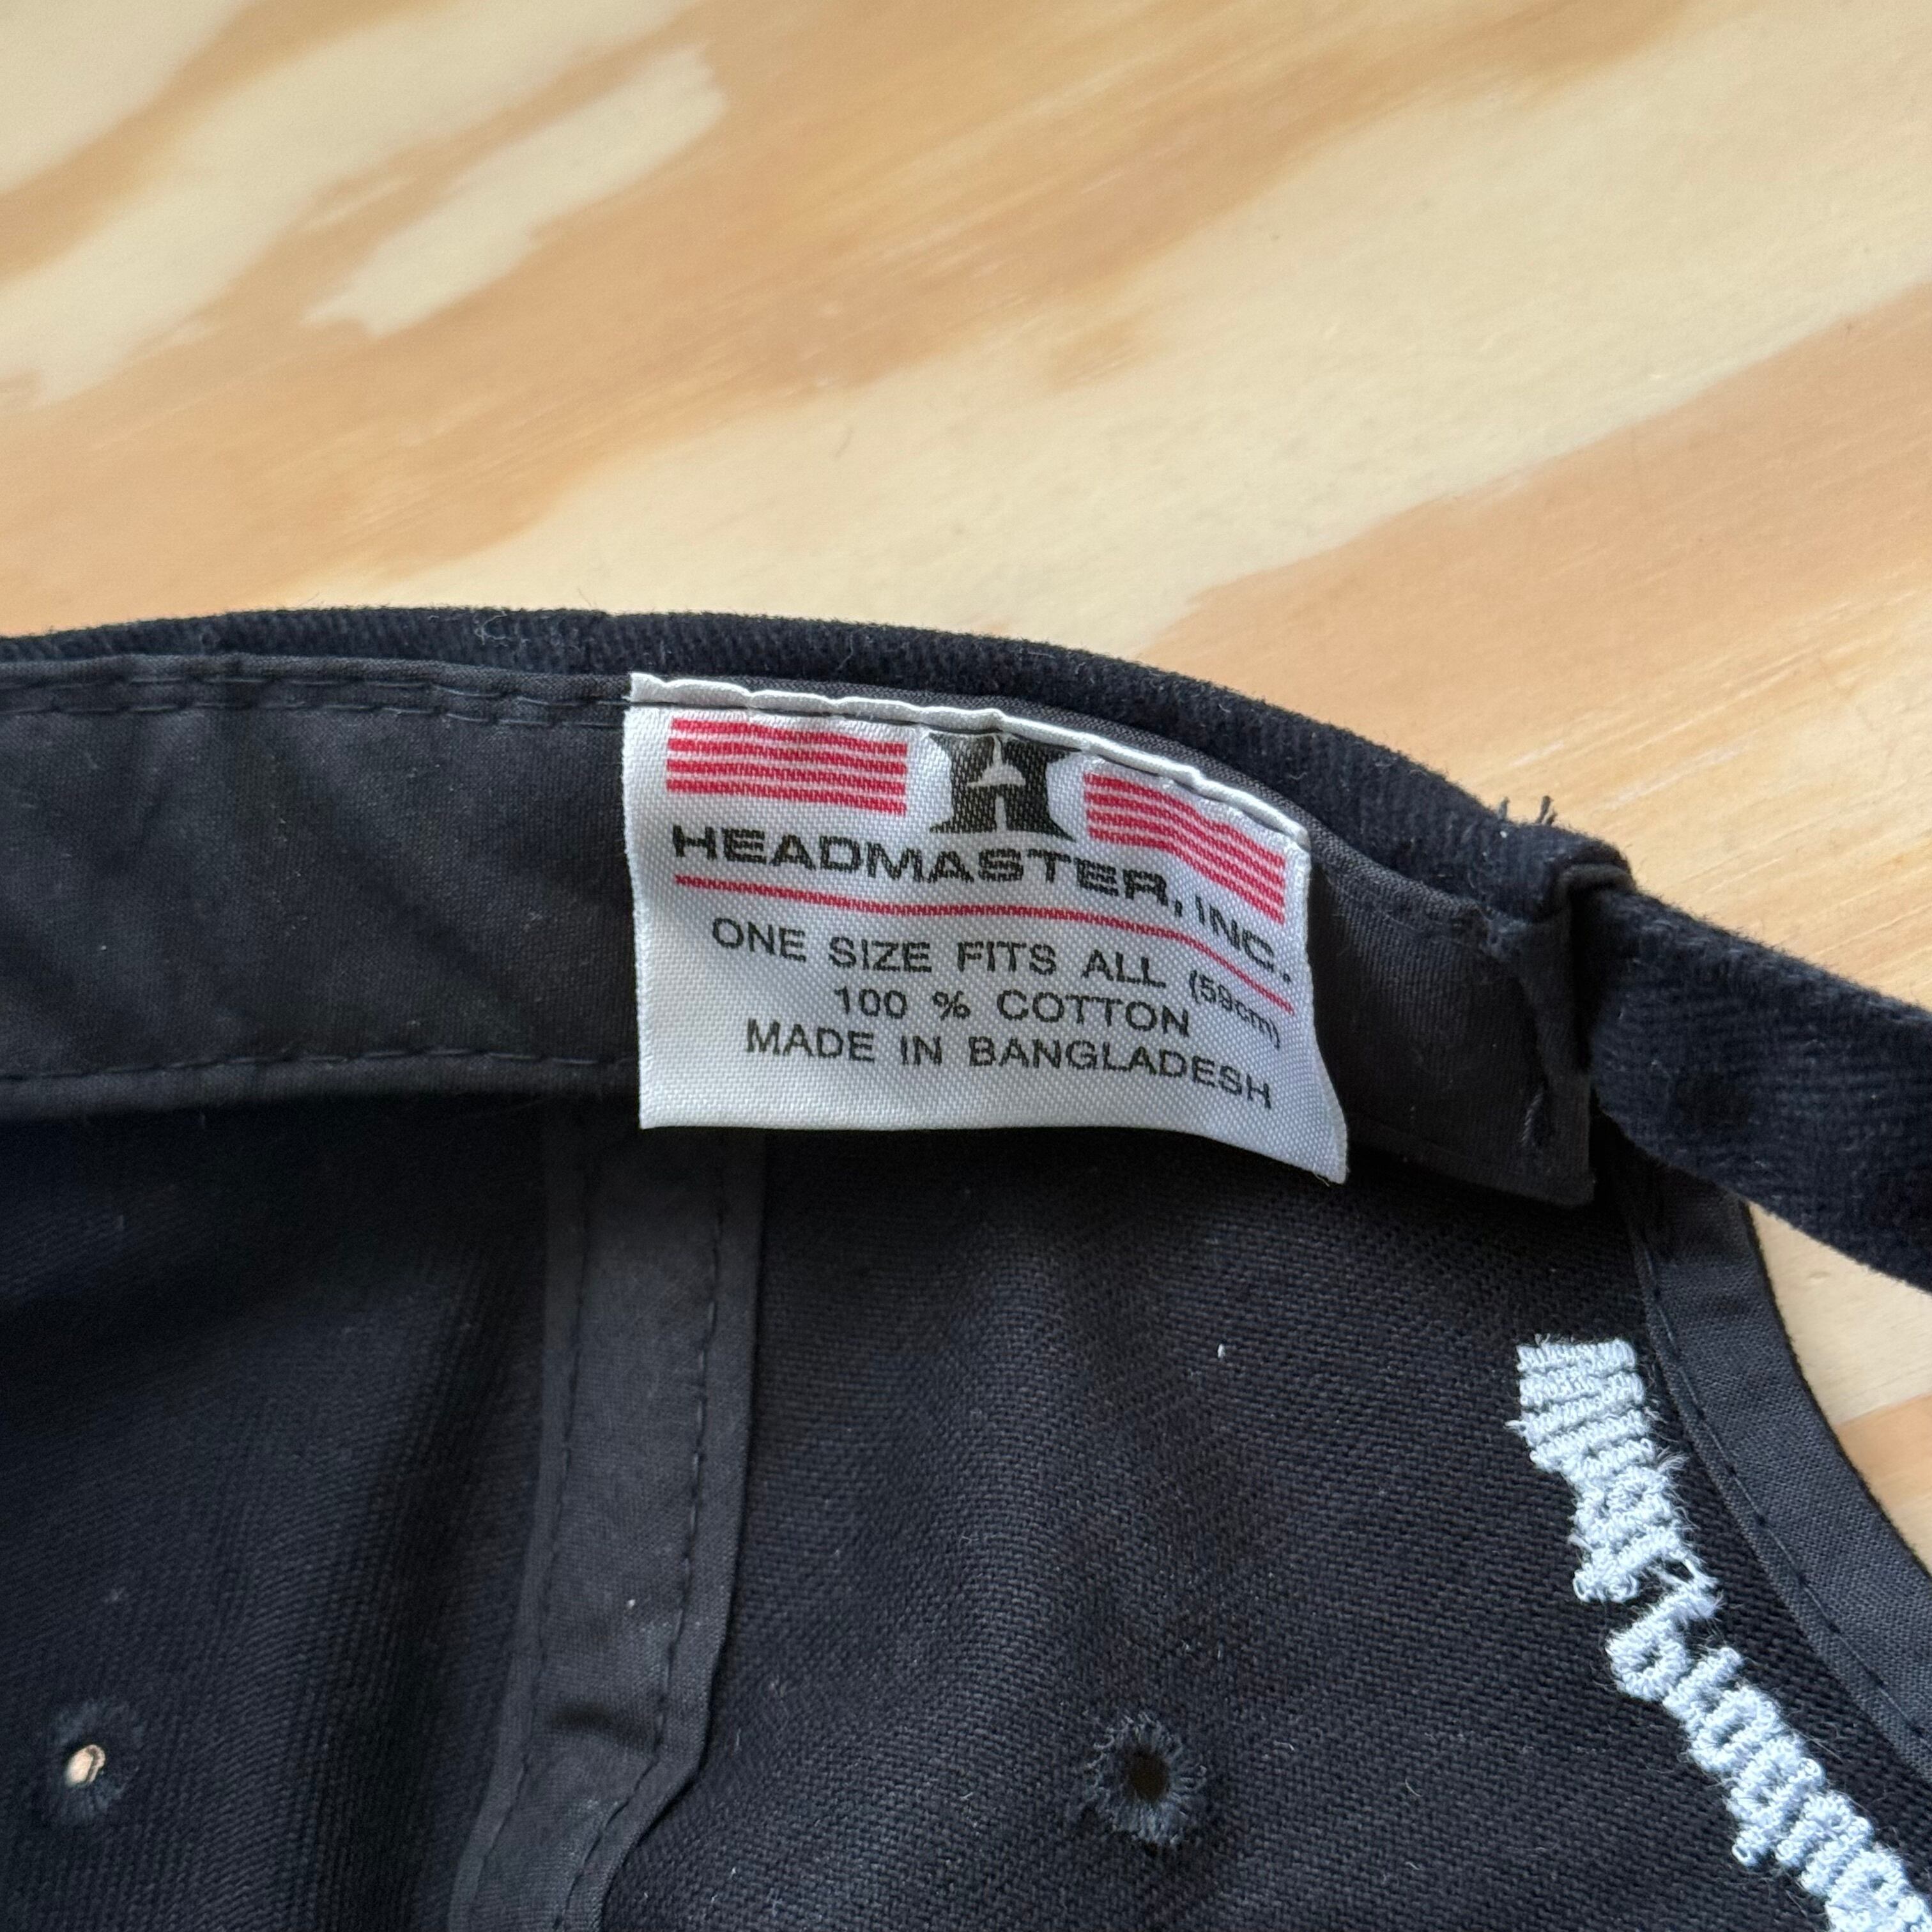 H
HEADMASTER, INC.
ONE SIZE FITS ALL (59cm)
100 % COTTON
MADE IN BANGLADESH